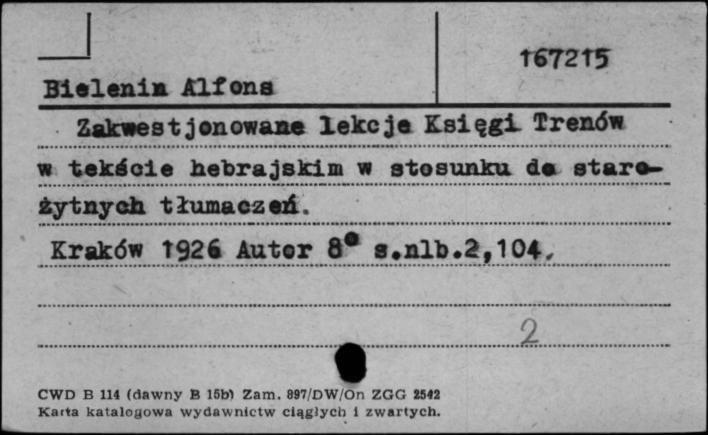 167215
Bielenin Alfons
Zakwestjonowane lekcje Księgi Trenów
w tekście hebrajskim w stosunku do staro-
żytnych tłumaczeń.
Kraków 1926 Autor 8° s.nlb.2,104.
2
CWD B 114 (dawny B 15b) Zam. 897/DW/On ZGG 2542
Karta katalogowa wydawnictw ciągłych i zwartych.